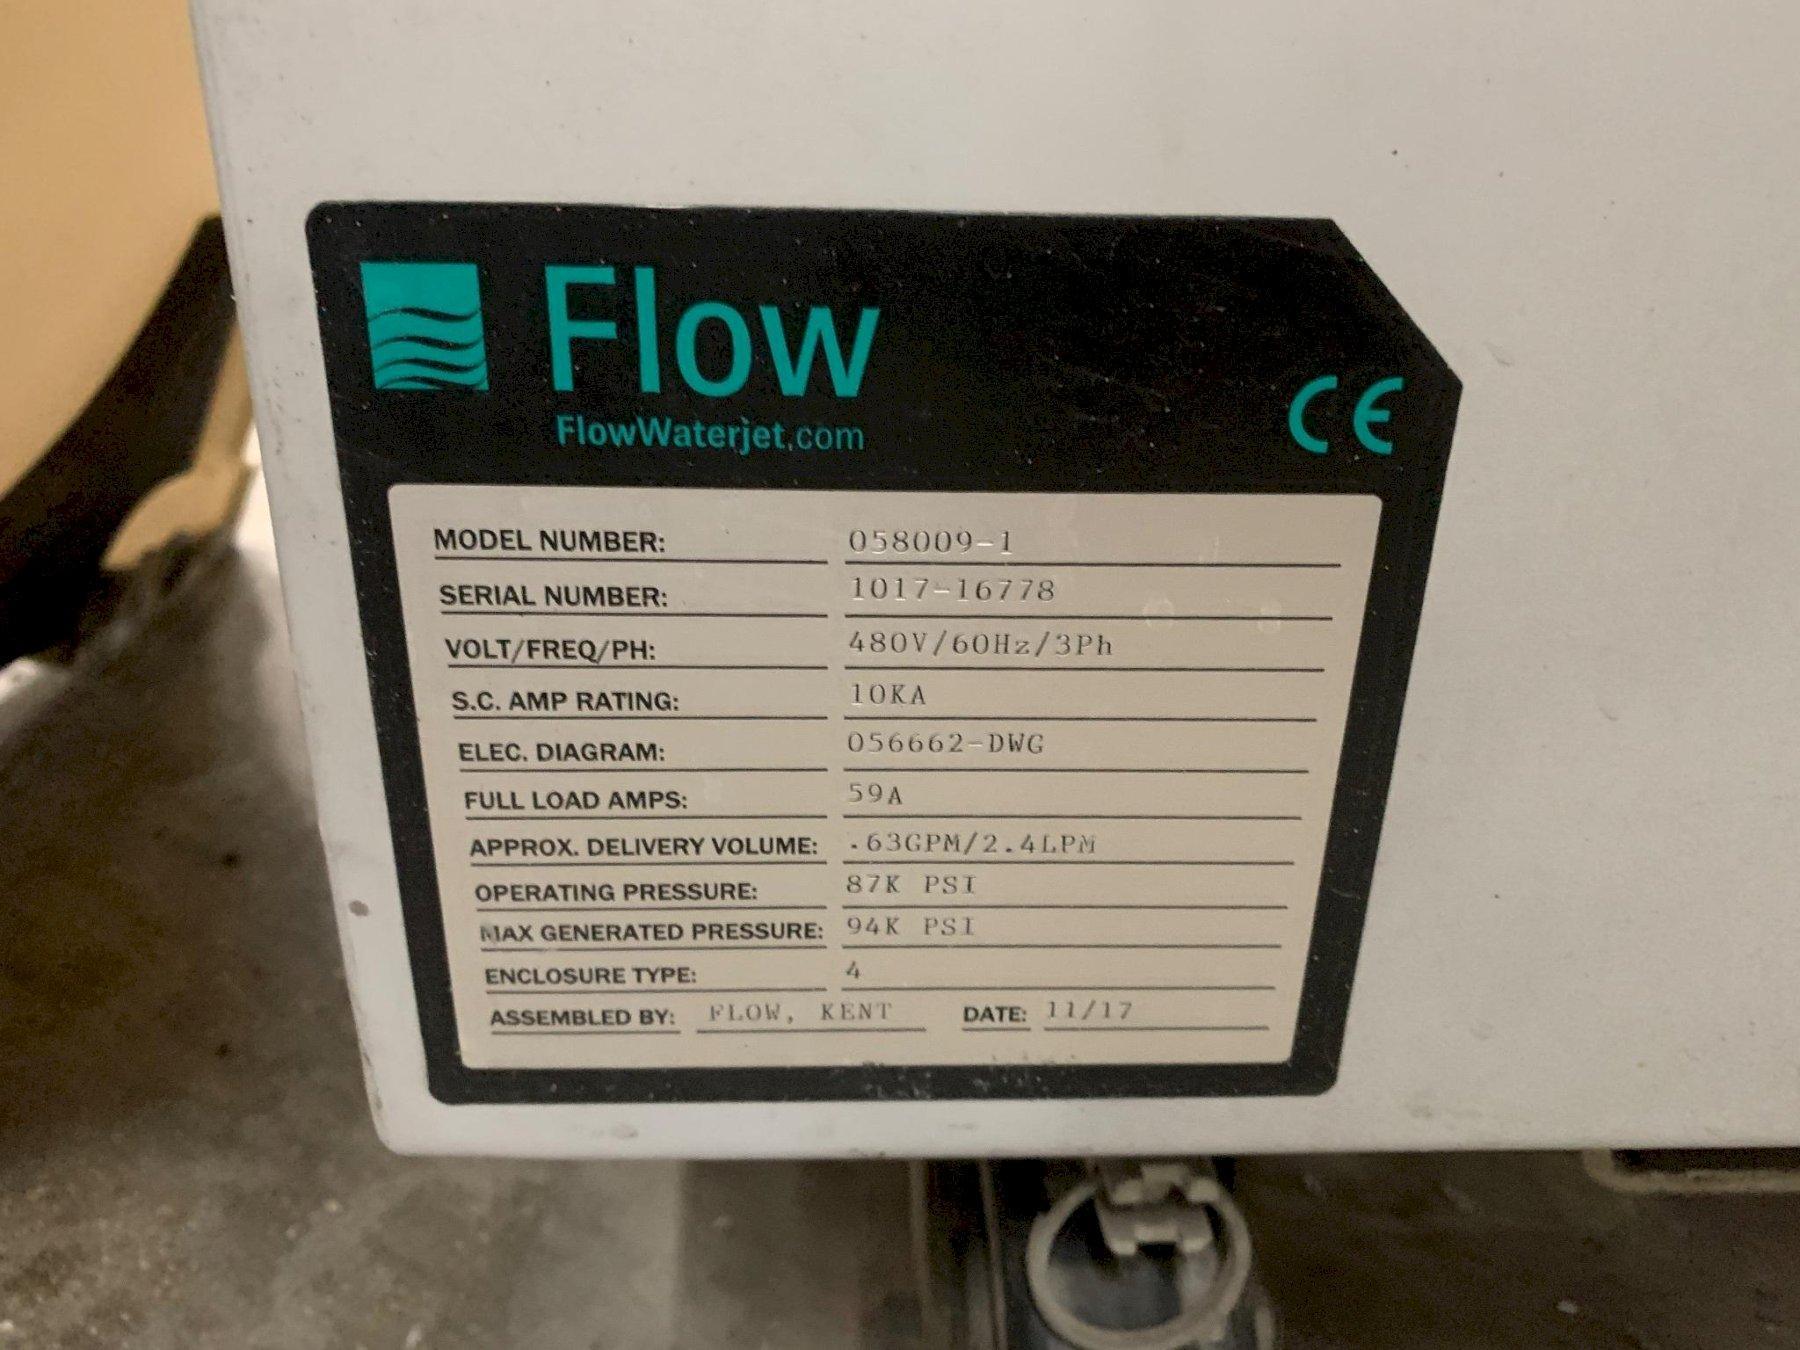 Flow
FlowWaterjet.com
CE
MODEL NUMBER: 058009-1
SERIAL NUMBER: 1017-16778
VOLT/FREQ/PH: 480V/60Hz/3Ph
S.C. AMP RATING: 10KA
ELEC. DIAGRAM: 056662-DWG
FULL LOAD AMPS: 59A
APPROX. DELIVERY VOLUME: .63GPM/2.4LPM
OPERATING PRESSURE: 87K PSI
MAX GENERATED PRESSURE: 94K PSI
ENCLOSURE TYPE: 4
ASSEMBLED BY: FLOW, KENT DATE: 11/17